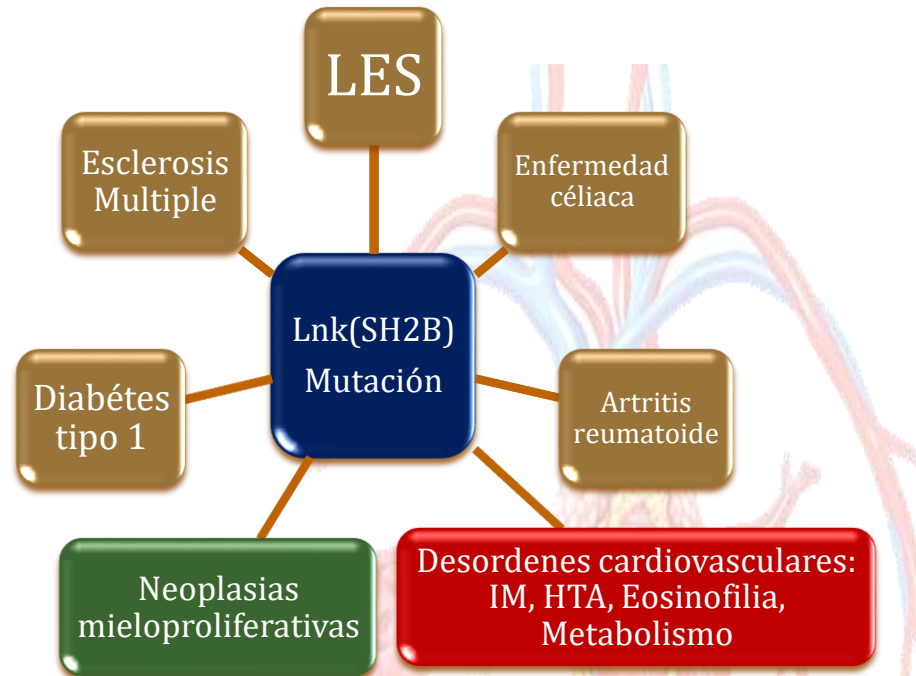 LES
Esclerosis
Multiple
Enfermedad
céliaca
Lnk(SH2B)
Mutación
Diabétes
tipo 1
Artritis
reumatoide
Neoplasias
mieloproliferativas
Desordenes cardiovasculares:
IM, HTA, Eosinofilia,
Metabolismo